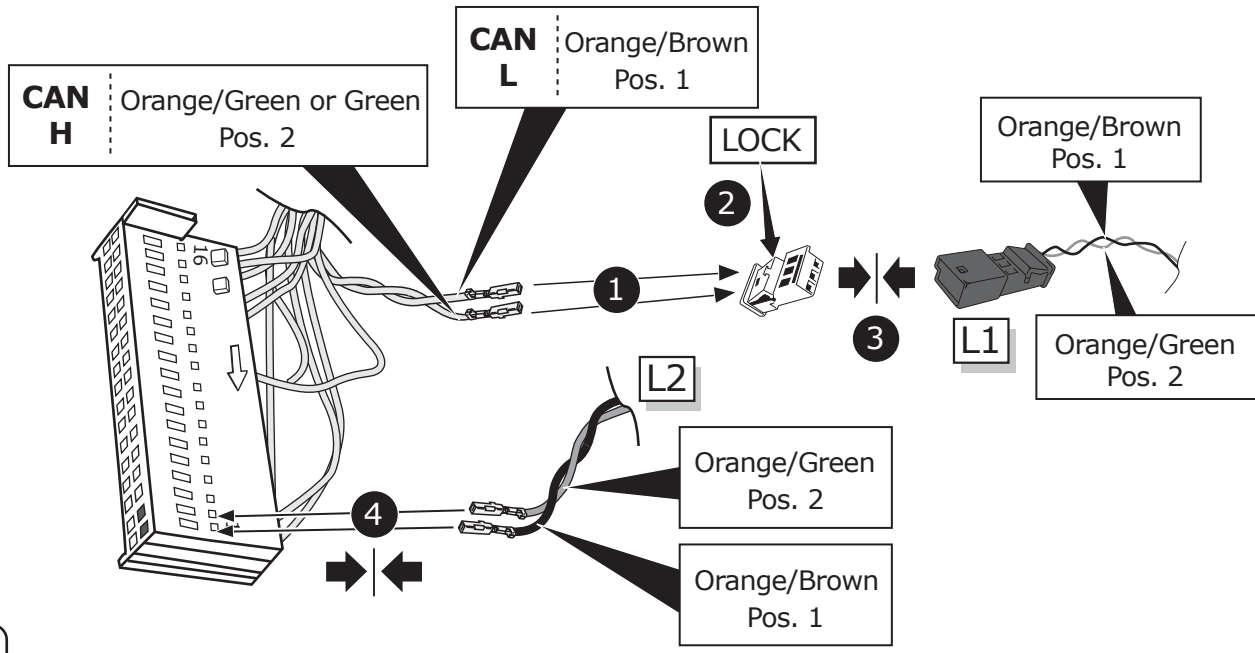 CAN H
Orange/Green or Green
Pos. 2
CAN L
Orange/Brown
Pos. 1
LOCK
2
Orange/Brown
Pos. 1
16
1
3
L1
Orange/Green
Pos. 2
L2
Orange/Green
Pos. 2
4
Orange/Brown
Pos. 1